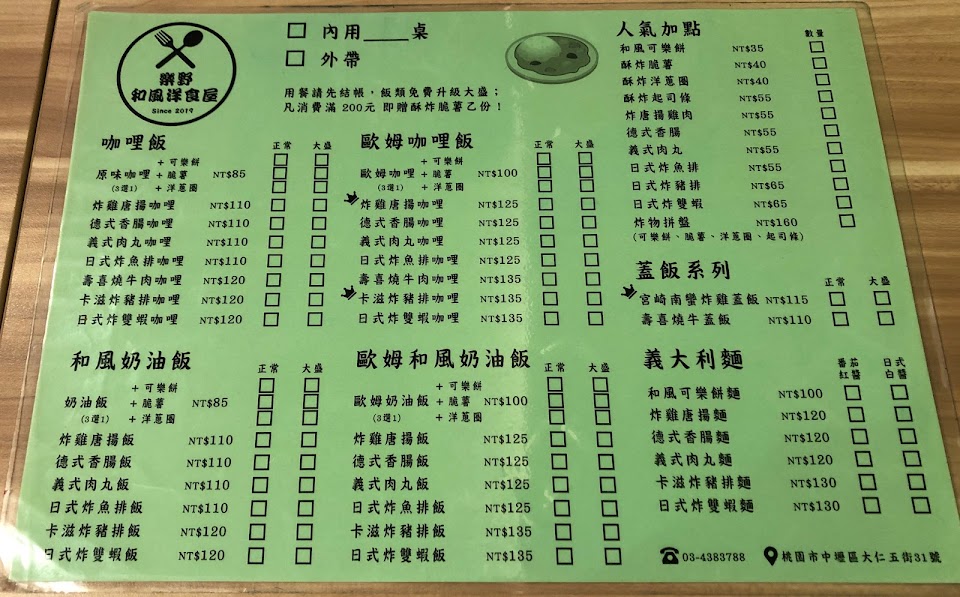 樂野
和風洋食屋
Since 2019
內用____桌
外帶
用餐請先結帳,飯類免費升級大盛;
凡消費滿 200元 即贈酥炸脆薯乙份!
咖哩飯 正常 大盛
+ 可樂餅
原味咖哩 + 脆薯 NT$85
(3選1) + 洋蔥圈
炸雞唐揚咖哩 NT$110
德式香腸咖哩 NT$110
義式肉丸咖哩 NT$110
日式炸魚排咖哩 NT$110
壽喜燒牛肉咖哩 NT$120
卡滋炸豬排咖哩 NT$120
日式炸雙蝦咖哩 NT$120
歐姆咖哩飯 正常 大盛
+ 可樂餅
歐姆咖哩 + 脆薯 NT$100
(3選1) + 洋蔥圈
炸雞唐揚咖哩 NT$125
德式香腸咖哩 NT$125
義式肉丸咖哩 NT$125
日式炸魚排咖哩 NT$125
壽喜燒牛肉咖哩 NT$135
卡滋炸豬排咖哩 NT$135
日式炸雙蝦咖哩 NT$135
人氣加點 數量
和風可樂餅 NT$35
酥炸脆薯 NT$40
酥炸洋蔥圈 NT$40
酥炸起司條 NT$55
炸唐揚雞肉 NT$55
德式香腸 NT$55
義式肉丸 NT$55
日式炸魚排 NT$55
日式炸豬排 NT$65
日式炸雙蝦 NT$65
炸物拼盤 NT$160
(可樂餅、脆薯、洋蔥圈、起司條)
蓋飯系列 正常 大盛
宮崎南蠻炸雞蓋飯 NT$115
壽喜燒牛蓋飯 NT$110
和風奶油飯 正常 大盛
+ 可樂餅
奶油飯 + 脆薯 NT$85
(3選1) + 洋蔥圈
炸雞唐揚飯 NT$110
德式香腸飯 NT$110
義式肉丸飯 NT$110
日式炸魚排飯 NT$110
卡滋炸豬排飯 NT$120
日式炸雙蝦飯 NT$120
歐姆和風奶油飯 正常 大盛
+ 可樂餅
歐姆奶油飯 + 脆薯 NT$100
(3選1) + 洋蔥圈
炸雞唐揚飯 NT$125
德式香腸飯 NT$125
義式肉丸飯 NT$125
日式炸魚排飯 NT$125
卡滋炸豬排飯 NT$135
日式炸雙蝦飯 NT$135
義大利麵 番茄紅醬 日式白醬
和風可樂餅麵 NT$100
炸雞唐揚麵 NT$120
德式香腸麵 NT$120
義式肉丸麵 NT$120
卡滋炸豬排麵 NT$130
日式炸雙蝦麵 NT$130
03-4383788 桃園市中壢區大仁五街31號